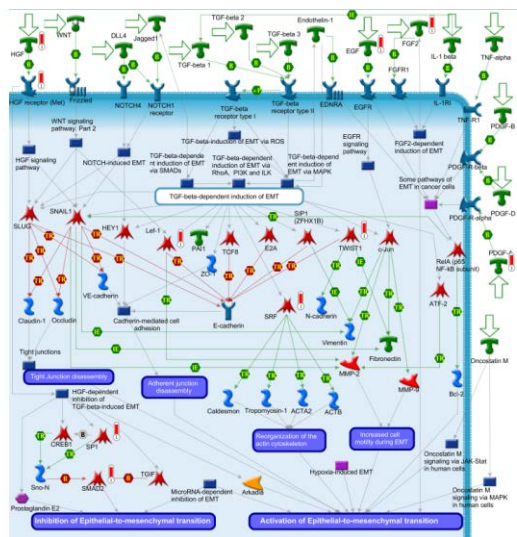 TGF-beta 2
Endothelin-1
WNT
DLL4
Jagged1
TGF-beta 3
EGF
FGF2
IL-1 beta
TNF-alpha
HGF
TGF-beta 1
HGF receptor (Met)
Frizzled
NOTCH4
NOTCH1
receptor
TGF-beta
receptor type I
TGF-beta
receptor type II
EDNRA
EGFR
FGFR1
IL-1RI
TNF-R1
PDGF-B
WNT signaling
pathway. Part 2
TGF-beta-induction of EMT via ROS
EGFR
signaling
pathway
FGF2-dependent
induction of EMT
PDGF-R-beta
HGF signaling
pathway
NOTCH-induced EMT
TGF-beta-depende
nt induction of EMT
via SMADs
TGF-beta-dependent
induction of EMT via
RhoA, PI3K and ILK
TGF-beta-depend
ent induction of
EMT via MAPK
Some pathways of
EMT in cancer cells
PDGF-R-alpha
PDGF-D
TGF-beta-dependent induction of EMT
SLUG
SNAIL1
HEY1
Lef-1
PAI1
TCF8
E2A
SIP1
(ZFHX1B)
TWIST1
c-Jun
RelA (p65
NF-kB subunit)
PDGF-A
ZO-1
ATF-2
VE-cadherin
Claudin-1
Occludin
Cadherin-mediated cell
adhesion
E-cadherin
SRF
N-cadherin
Vimentin
Fibronectin
Oncostatin M
Tight junctions
MMP-2
MMP-9
Tight Junction disassembly
Adherent junction
disassembly
Bcl-2
HGF-dependent
inhibition of
TGF-beta-induced EMT
Caldesmon
Tropomyosin-1
ACTA2
ACTB
CREB1
SP1
Reorganization of the
actin cytoskeleton
Increased cell
motility during EMT
Oncostatin M
signaling via JAK-Stat
in human cells
Hypoxia-induced EMT
Sno-N
SMAD2
TGIF
MicroRNA-dependent
inhibition of EMT
Arkadia
Oncostatin M
signaling via MAPK
in human cells
Prostaglandin E2
Inhibition of Epithelial-to-mesenchymal transition
Activation of Epithelial-to-mesenchymal transition